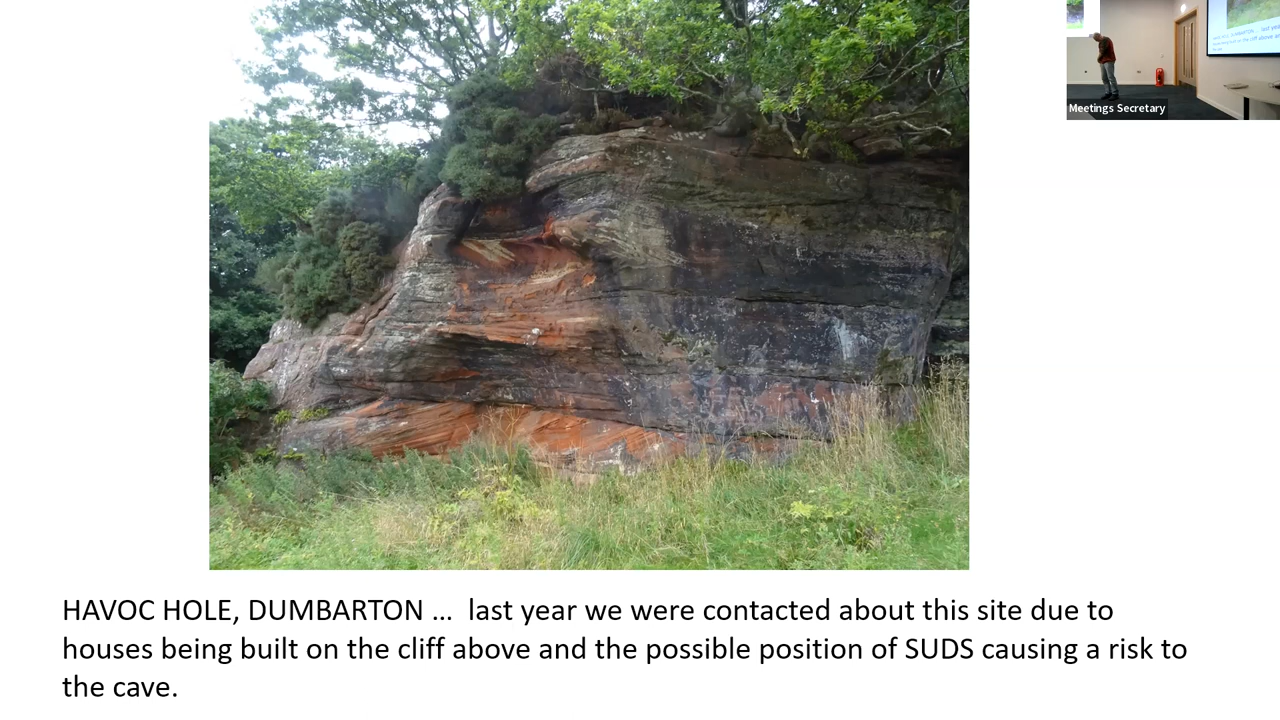 Meetings Secretary
HAVOC HOLE, DUMBARTON … last year we were contacted about this site due to
houses being built on the cliff above and the possible position of SUDS causing a risk to
the cave.